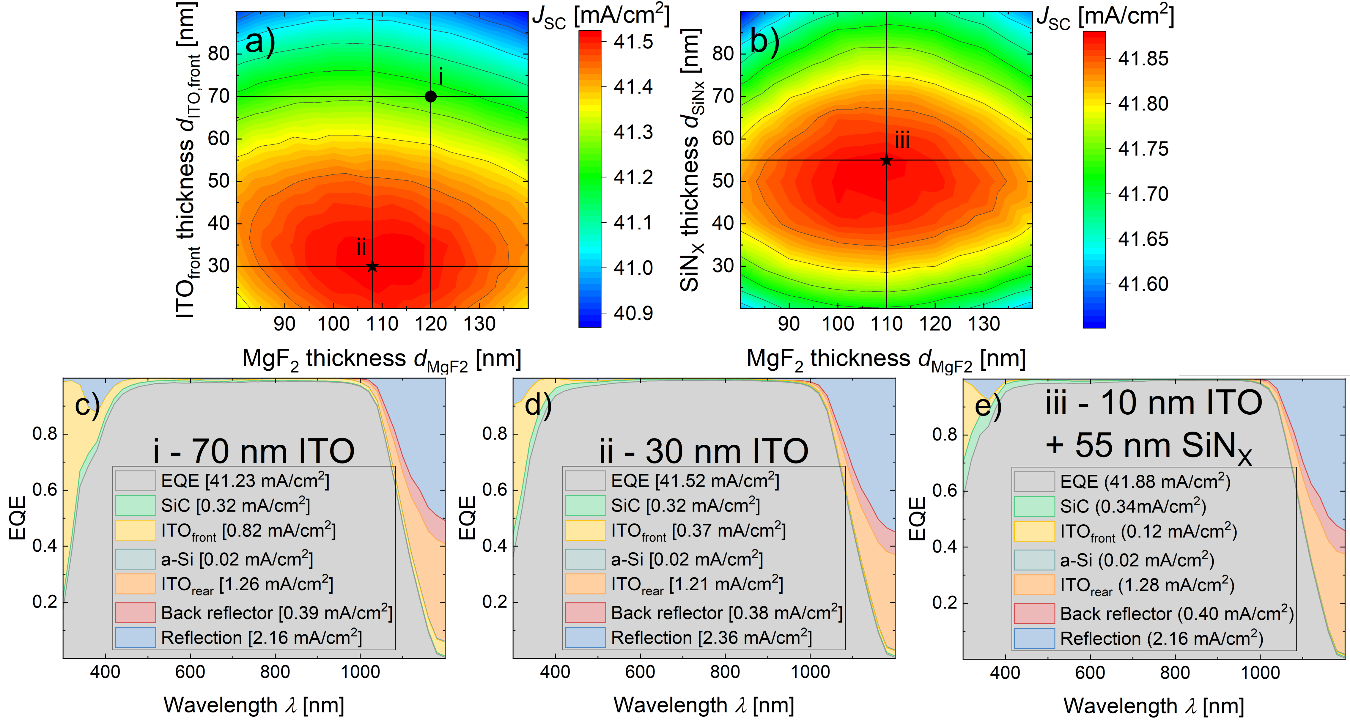 a)
J_SC [mA/cm²]
ITO_front thickness d_ITO,front [nm]
90
80
70
60
50
40
30
i
ii
90 100 110 120 130
MgF₂ thickness d_MgF2 [nm]
41.5
41.4
41.3
41.2
41.1
41.0
40.9
b)
J_SC [mA/cm²]
SiN_X thickness d_SiNx [nm]
90
80
70
60
50
40
30
iii
90 100 110 120 130
MgF₂ thickness d_MgF2 [nm]
41.85
41.80
41.75
41.70
41.65
41.60
c)
i - 70 nm ITO
EQE [41.23 mA/cm²]
SiC [0.32 mA/cm²]
ITO_front [0.82 mA/cm²]
a-Si [0.02 mA/cm²]
ITO_rear [1.26 mA/cm²]
Back reflector [0.39 mA/cm²]
Reflection [2.16 mA/cm²]
EQE
0.8
0.6
0.4
0.2
400 600 800 1000
Wavelength λ [nm]
d)
ii - 30 nm ITO
EQE [41.52 mA/cm²]
SiC [0.32 mA/cm²]
ITO_front [0.37 mA/cm²]
a-Si [0.02 mA/cm²]
ITO_rear [1.21 mA/cm²]
Back reflector [0.38 mA/cm²]
Reflection [2.36 mA/cm²]
EQE
0.8
0.6
0.4
0.2
400 600 800 1000
Wavelength λ [nm]
e)
iii - 10 nm ITO
+ 55 nm SiN_X
EQE (41.88 mA/cm²)
SiC (0.34mA/cm²)
ITO_front (0.12 mA/cm²)
a-Si (0.02 mA/cm²)
ITO_rear (1.28 mA/cm²)
Back reflector (0.40 mA/cm²)
Reflection (2.16 mA/cm²)
EQE
0.8
0.6
0.4
0.2
400 600 800 1000
Wavelength λ [nm]